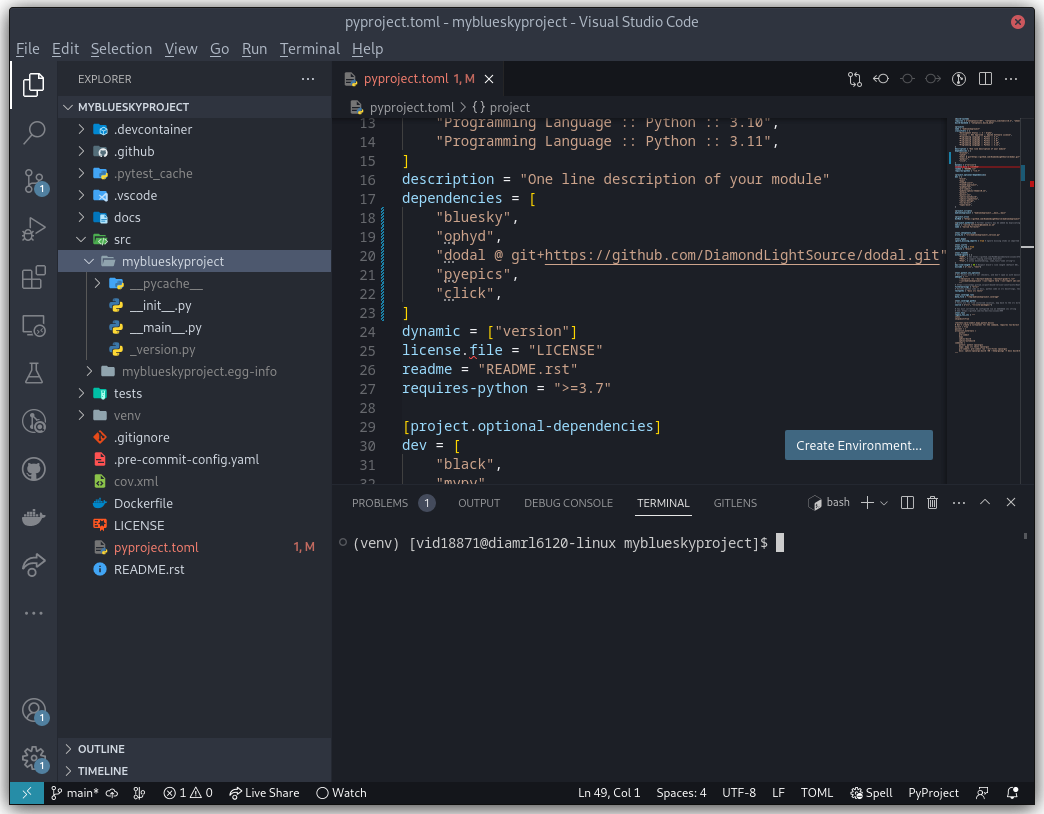 pyproject.toml - myblueskyproject - Visual Studio Code
File Edit Selection View Go Run Terminal Help
EXPLORER
MYBLUESKYPROJECT
.devcontainer
.github
.pytest_cache
.vscode
docs
src
myblueskyproject
__pycache__
__init__.py
__main__.py
_version.py
myblueskyproject.egg-info
tests
venv
.gitignore
.pre-commit-config.yaml
cov.xml
Dockerfile
LICENSE
pyproject.toml 1, M
README.rst
OUTLINE
TIMELINE
1
1
1
pyproject.toml 1, M
pyproject.toml > {} project
13 "Programming Language :: Python :: 3.10",
14 "Programming Language :: Python :: 3.11",
15 ]
16 description = "One line description of your module"
17 dependencies = [
18 "bluesky",
19 "ophyd",
20 "dodal @ git+https://github.com/DiamondLightSource/dodal.git"
21 "pyepics",
22 "click",
23 ]
24 dynamic = ["version"]
25 license.file = "LICENSE"
26 readme = "README.rst"
27 requires-python = ">=3.7"
28
29 [project.optional-dependencies]
30 dev = [
31 "black",
32 "mypy"
Create Environment...
PROBLEMS 1 OUTPUT DEBUG CONSOLE TERMINAL GITLENS bash
(venv) [vid18871@diamrl6120-linux myblueskyproject]$
main* 1 0 Live Share Watch Ln 49, Col 1 Spaces: 4 UTF-8 LF TOML Spell PyProject